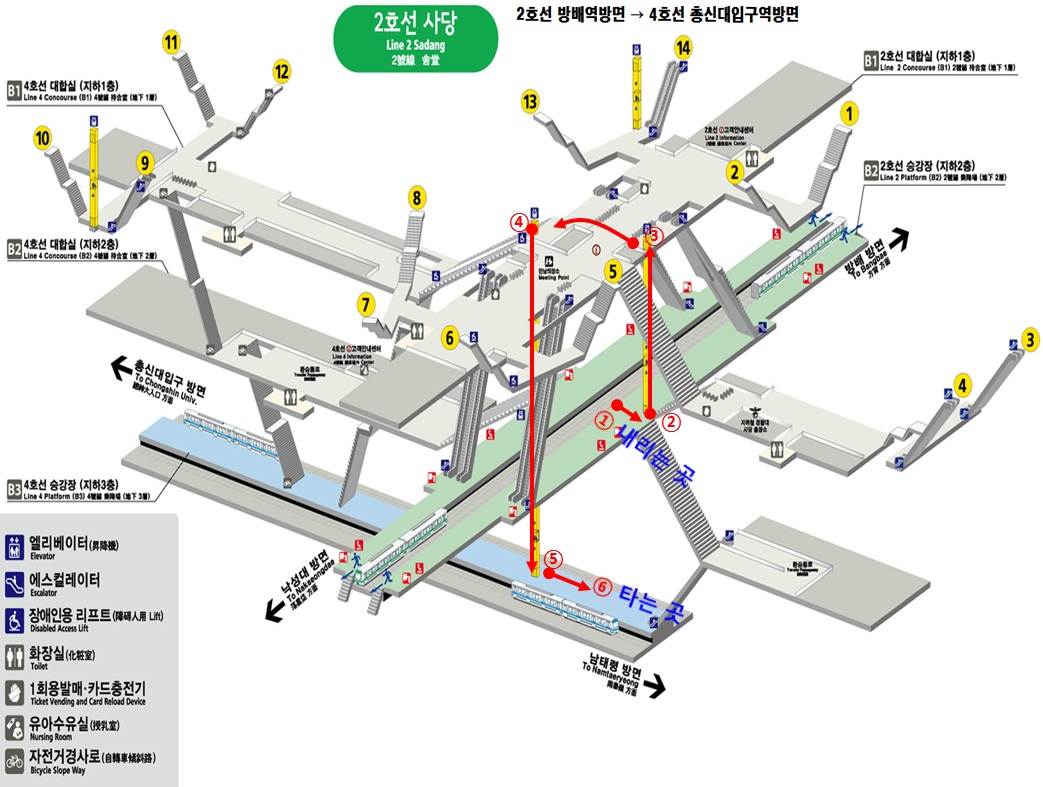 2호선 사당
Line 2 Sadang
2號線 舍堂
2호선 방배역방면 → 4호선 총신대입구역방면
B1 4호선 대합실 (지하1층)
Line 4 Concourse (B1) 4號線 待合室 (地下 1層)
B1 2호선 대합실 (지하1층)
Line 2 Concourse (B1) 2號線 待合室 (地下 1層)
B2 2호선 승강장 (지하2층)
Line 2 Platform (B2) 2號線 乘降場 (地下 2層)
B2 4호선 대합실 (지하2층)
Line 4 Concourse (B2) 4號線 待合室 (地下 2層)
B3 4호선 승강장 (지하3층)
Line 4 Platform (B3) 4號線 乘降場 (地下 3層)
11
12
10
9
8
7
6
5
13
14
1
2
3
4
2호선 고객안내센터
Line 2 Information Center
만남의장소
Meeting Point
4호선 고객안내센터
Line 4 Information Center
환승통로
지하철 경찰대
사당 출장소
환승통로
방배 방면
To Bangbae
方背 方面
총신대입구 방면
To Chongshin Univ.
總神大入口 方面
낙성대 방면
To Nakseongdae
落星垈 方面
남태령 방면
To Namtaeryeong
南泰嶺 方面
① 내리는 곳
②
③
④
⑤
⑥ 타는 곳
엘리베이터(昇降機)
Elevator
에스컬레이터
Escalator
장애인용 리프트(障碍人用 Lift)
Disabled Access Lift
화장실(化粧室)
Toilet
1회용발매·카드충전기
Ticket Vending and Card Reload Device
유아수유실(授乳室)
Nursing Room
자전거경사로(自轉車傾斜路)
Bicycle Slope Way